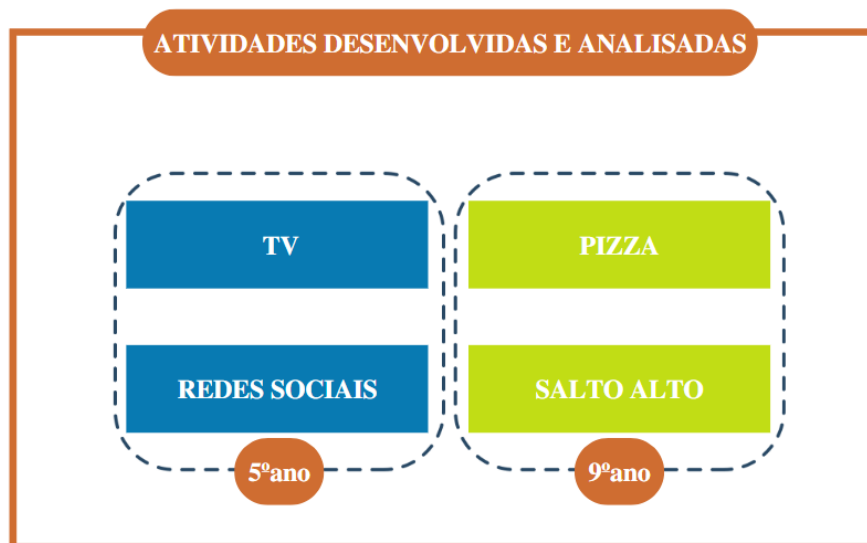 ATIVIDADES DESENVOLVIDAS E ANALISADAS
TV
PIZZA
REDES SOCIAIS
SALTO ALTO
5ºano
9ºano